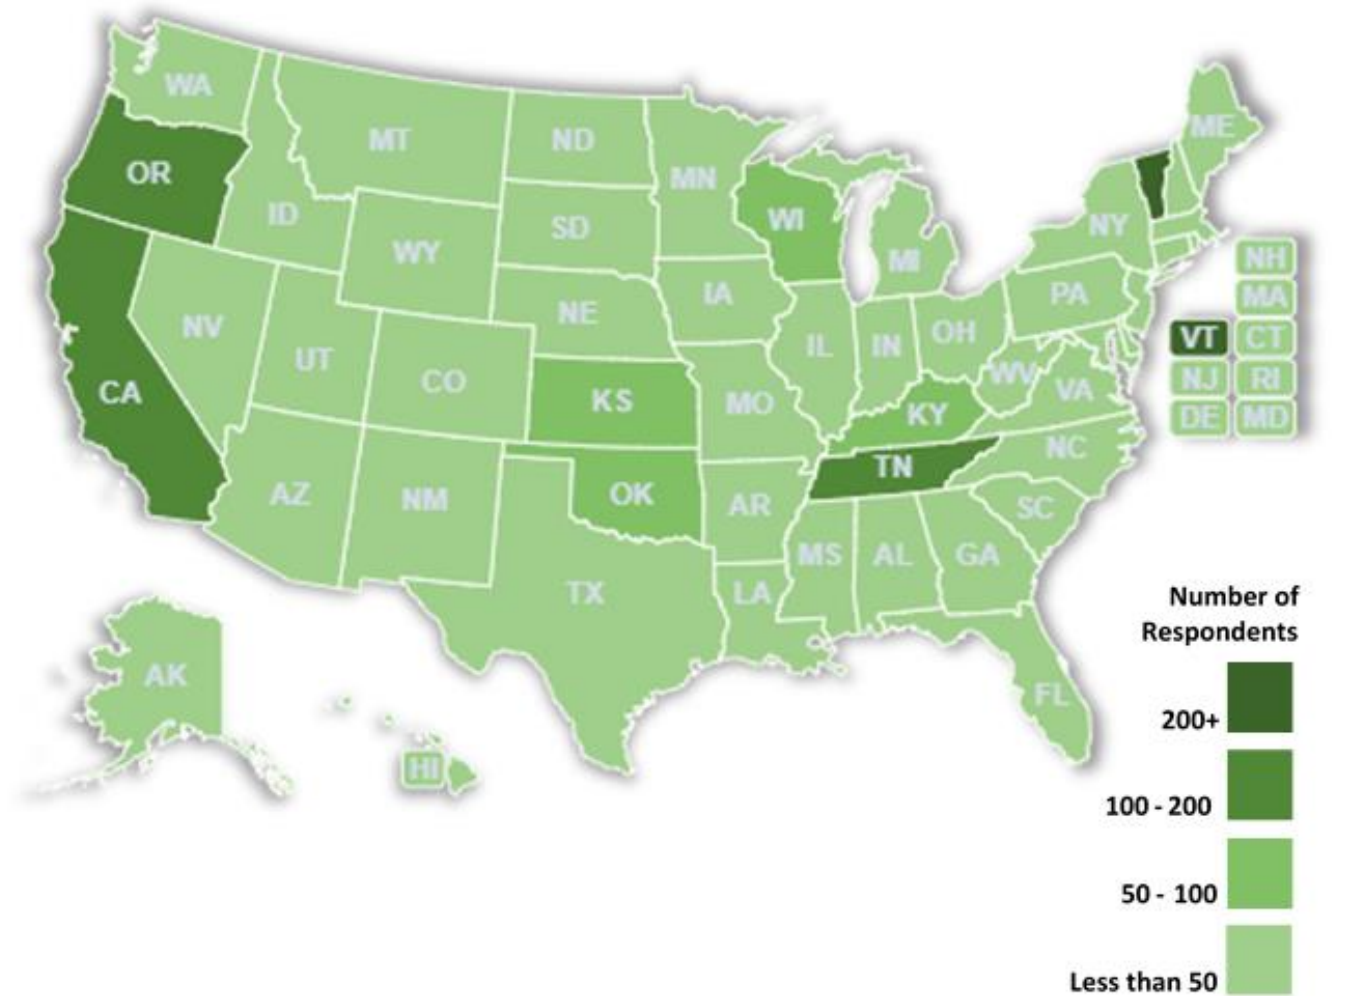 WA
MT
ND
MN
ME
OR
ID
SD
WI
NY
WY
MI
NH
IA
PA
MA
NE
NV
OH
VT
CT
IL
IN
UT
CO
WV
NJ
RI
CA
KS
MO
VA
KY
DE
MD
NC
TN
AZ
NM
OK
AR
SC
MS
AL
GA
TX
LA
Number of
Respondents
AK
FL
HI
200+
100 - 200
50 - 100
Less than 50